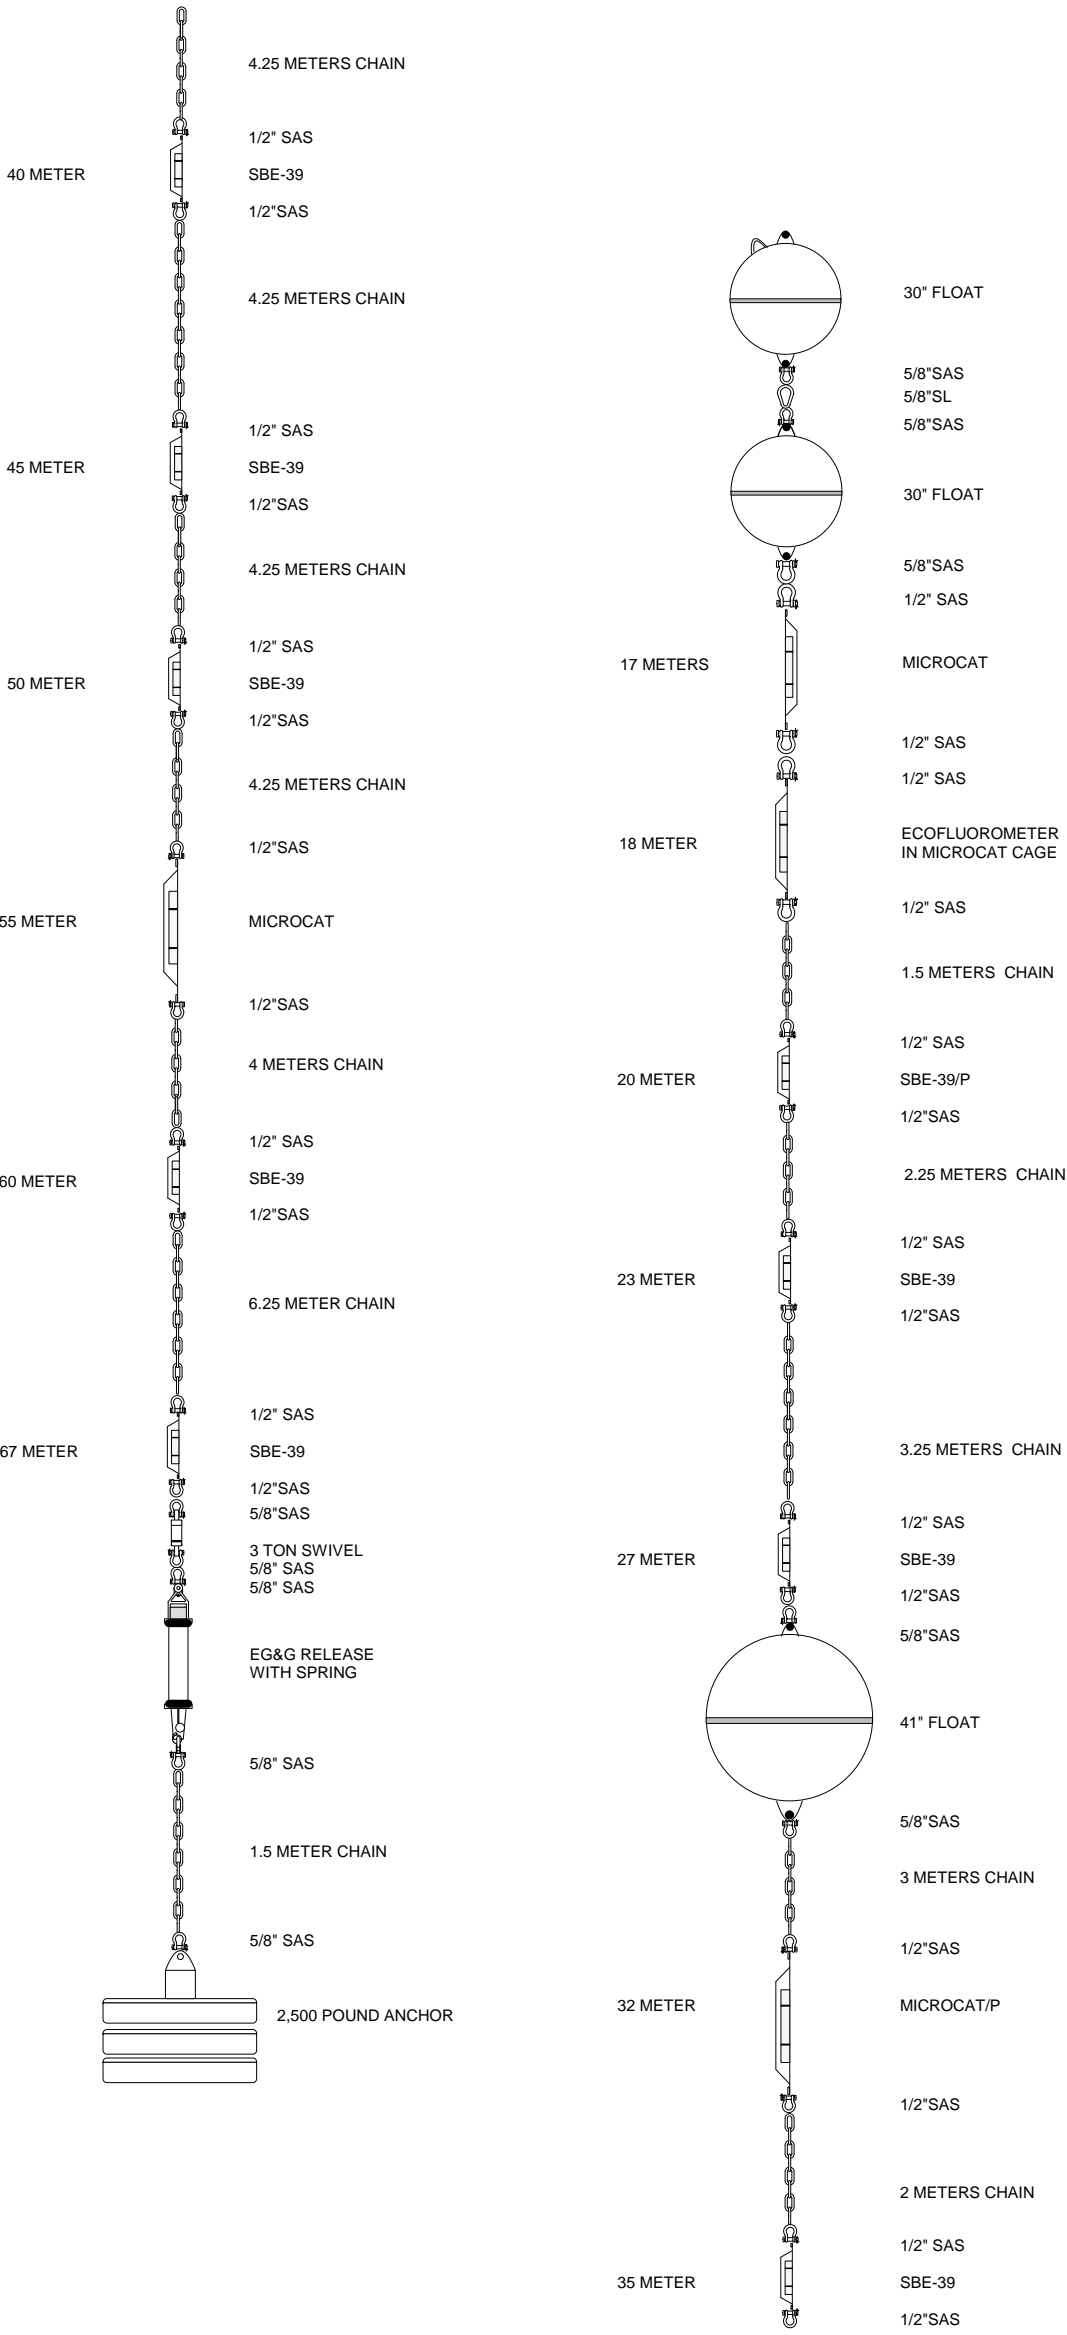 4.25 METERS CHAIN
1/2" SAS
40 METER
SBE-39
1/2"SAS
4.25 METERS CHAIN
1/2" SAS
45 METER
SBE-39
1/2"SAS
4.25 METERS CHAIN
1/2" SAS
50 METER
SBE-39
1/2"SAS
4.25 METERS CHAIN
1/2"SAS
55 METER
MICROCAT
1/2"SAS
4 METERS CHAIN
1/2" SAS
60 METER
SBE-39
1/2"SAS
6.25 METER CHAIN
1/2" SAS
67 METER
SBE-39
1/2"SAS
5/8"SAS
3 TON SWIVEL
5/8" SAS
5/8" SAS
EG&G RELEASE
WITH SPRING
5/8" SAS
1.5 METER CHAIN
5/8" SAS
2,500 POUND ANCHOR
30" FLOAT
5/8"SAS
5/8"SL
5/8"SAS
30" FLOAT
5/8"SAS
1/2" SAS
17 METERS
MICROCAT
1/2" SAS
1/2" SAS
18 METER
ECOFLUOROMETER
IN MICROCAT CAGE
1/2" SAS
1.5 METERS  CHAIN
1/2" SAS
20 METER
SBE-39/P
1/2"SAS
2.25 METERS  CHAIN
1/2" SAS
23 METER
SBE-39
1/2"SAS
3.25 METERS  CHAIN
1/2" SAS
27 METER
SBE-39
1/2"SAS
5/8"SAS
41" FLOAT
5/8"SAS
3 METERS CHAIN
1/2"SAS
32 METER
MICROCAT/P
1/2"SAS
2 METERS CHAIN
1/2" SAS
35 METER
SBE-39
1/2"SAS